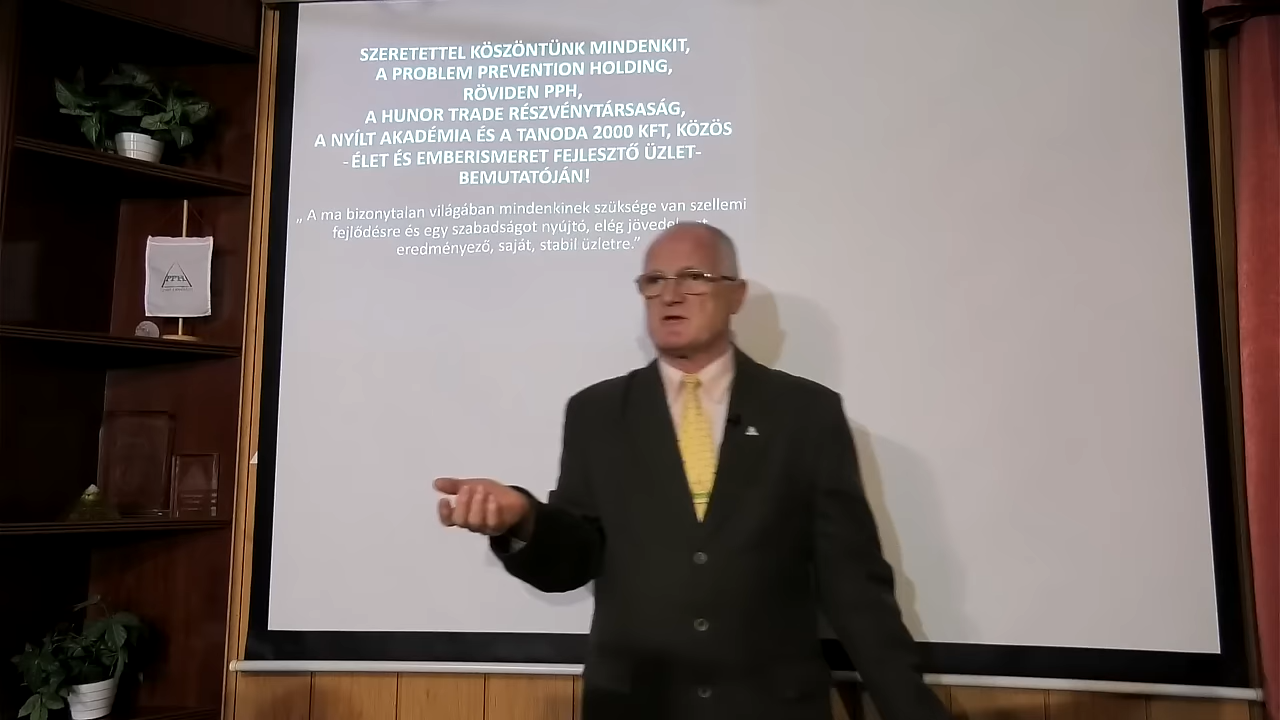 SZERETETTEL KÖSZÖNTÜNK MINDENKIT,
A PROBLEM PREVENTION HOLDING,
RÖVIDEN PPH,
A HUNOR TRADE RÉSZVÉNYTÁRSASÁG,
A NYÍLT AKADÉMIA ÉS A TANODA 2000 KFT, KÖZÖS
- ÉLET ÉS EMBERISMERET FEJLESZTŐ ÜZLET-
BEMUTATÓJÁN!
„ A ma bizonytalan világában mindenkinek szüksége van szellemi
fejlődésre és egy szabadságot nyújtó, elég
eredményező, saját, stabil üzletre.”